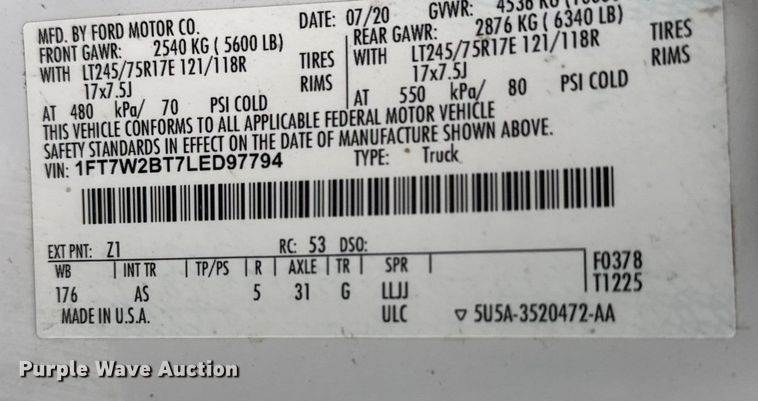 MFD. BY FORD MOTOR CO. DATE: 07/20 GVWR:
FRONT GAWR: 2540 KG ( 5600 LB) REAR GAWR: 2876 KG ( 6340 LB)
WITH LT245/75R17E 121/118R TIRES WITH LT245/75R17E 121/118R TIRES
17x7.5J RIMS 17x7.5J RIMS
AT 480 kPa/ 70 PSI COLD AT 550 kPa/ 80 PSI COLD
THIS VEHICLE CONFORMS TO ALL APPLICABLE FEDERAL MOTOR VEHICLE
SAFETY STANDARDS IN EFFECT ON THE DATE OF MANUFACTURE SHOWN ABOVE.
VIN: 1FT7W2BT7LED97794 TYPE: Truck
EXT PNT: Z1 RC: 53 DSO:
WB | INT TR | TP/PS | R | AXLE | TR | SPR | F0378
176 AS 5 31 G LLJJ T1225
MADE IN U.S.A. ULC ▽ 5U5A-3520472-AA
Purple Wave Auction